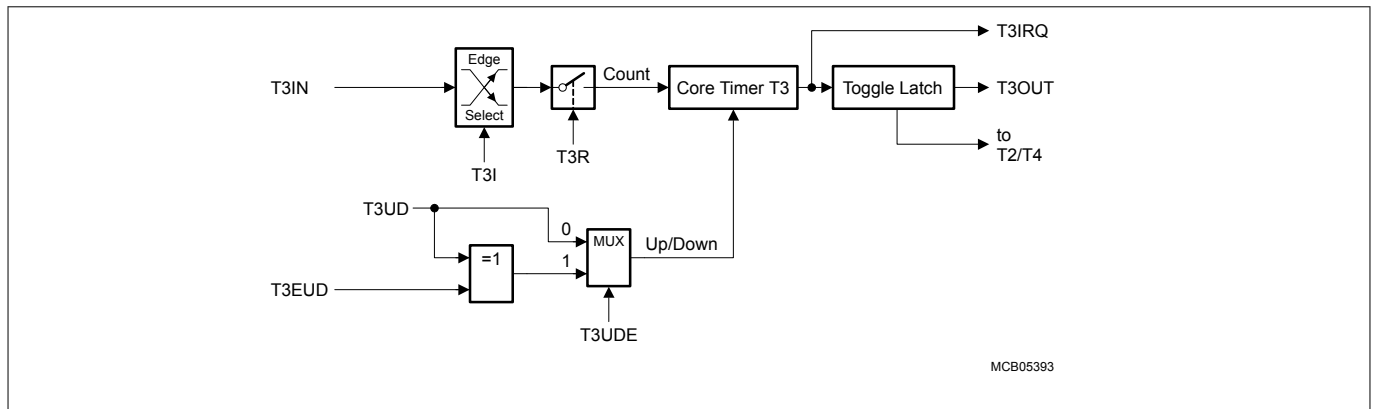 T3IRQ
Edge
Count
T3IN
Core Timer T3
Toggle Latch
T3OUT
Select
to
T2/T4
T3R
T3I
T3UD
0
MUX
Up/Down
=1
1
T3EUD
T3UDE
MCB05393